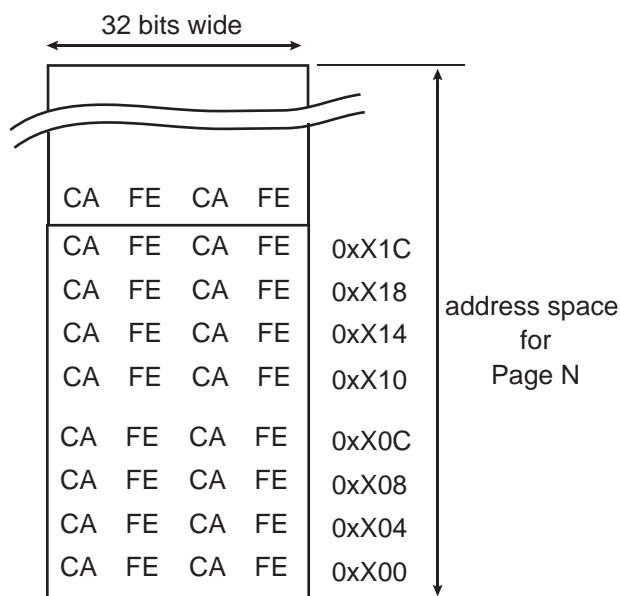 32 bits wide
CA FE CA FE
CA FE CA FE 0xX1C
CA FE CA FE 0xX18
CA FE CA FE 0xX14
CA FE CA FE 0xX10
CA FE CA FE 0xX0C
CA FE CA FE 0xX08
CA FE CA FE 0xX04
CA FE CA FE 0xX00
address space
for
Page N